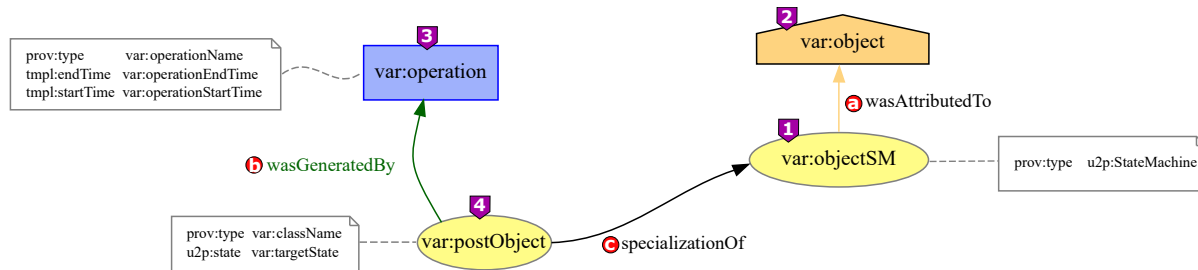 3
2
prov:type var:operationName
tmpl:endTime var:operationEndTime
tmpl:startTime var:operationStartTime
var:operation
var:object
a wasAttributedTo
1
var:objectSM
prov:type u2p:StateMachine
b wasGeneratedBy
4
prov:type var:className
u2p:state var:targetState
var:postObject
c specializationOf